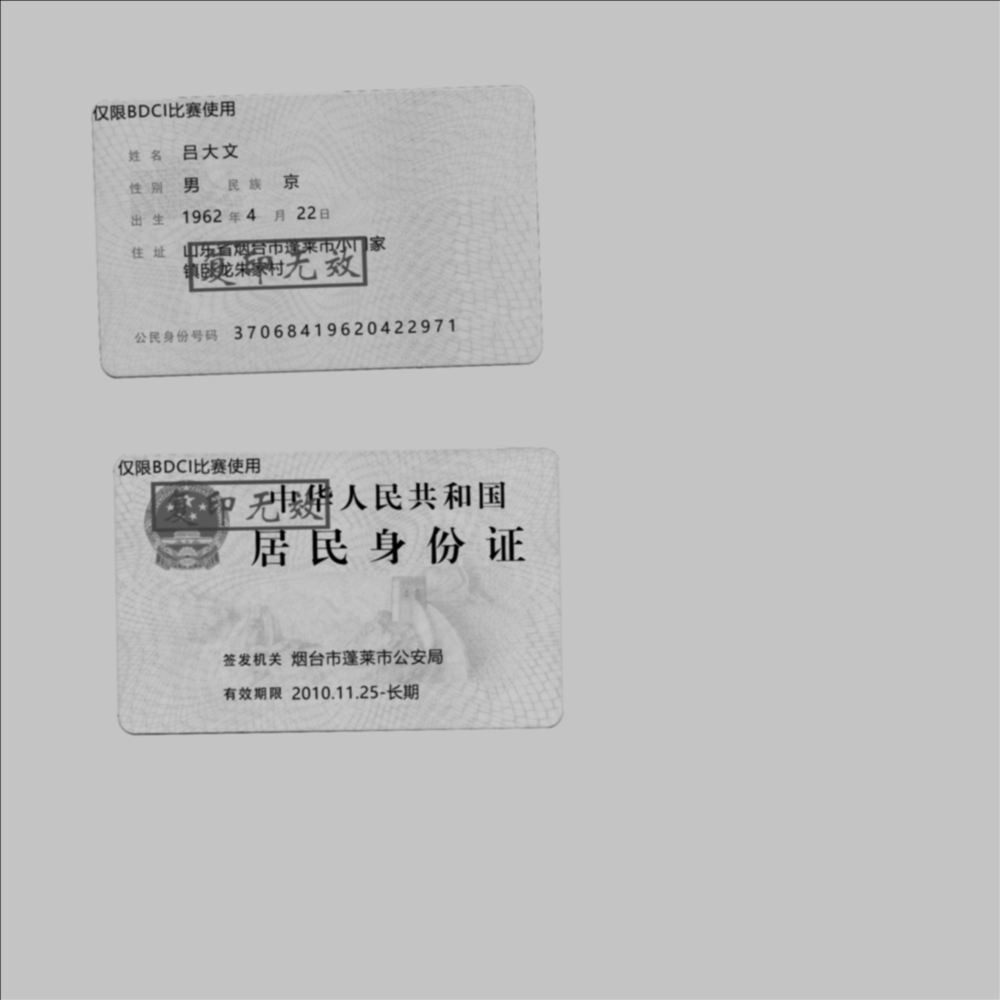 仅限BDCI比赛使用
姓名 吕大文
性别 男 民族 京
出生 1962 年 4 月 22 日
住址 山东省烟台市蓬莱市小门家
镇卧龙朱家村
复印无效
公民身份号码 37068419620422971
仅限BDCI比赛使用
复印无效
中华人民共和国
居民身份证
签发机关 烟台市蓬莱市公安局
有效期限 2010.11.25-长期